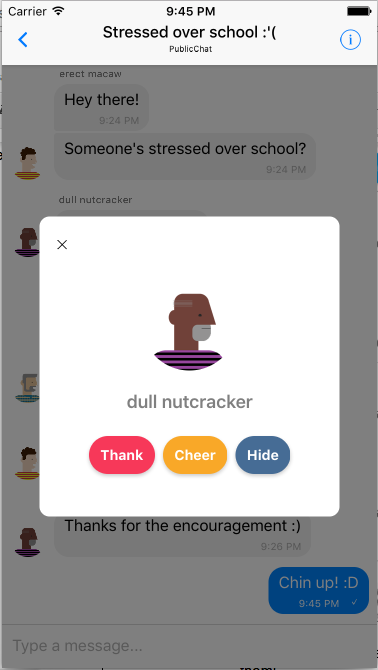 Carrier 9:45 PM
Stressed over school :'(
PublicChat
erect macaw
Hey there!
9:24 PM
Someone's stressed over school?
9:24 PM
dull nutcracker
dull nutcracker
Thank Cheer Hide
Thanks for the encouragement :)
9:26 PM
Chin up! :D
9:45 PM
Type a message...